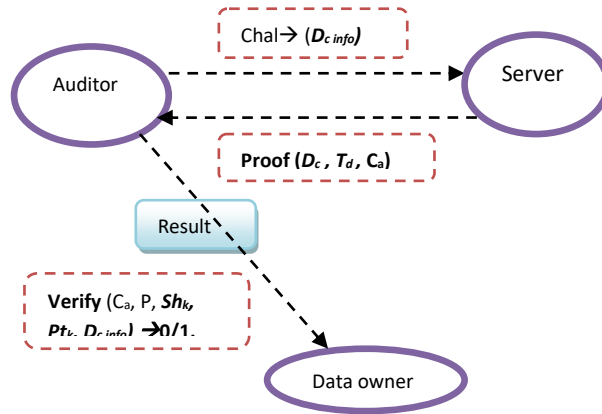 Chal→ (Dc info)
Auditor
Server
Proof (Dc , Td , Ca)
Result
Verify (Ca, P, Shk,
Ptk, Dc info) →0/1.
Data owner